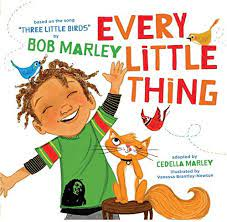 based on the song
"THREE LITTLE BIRDS"
by
BOB MARLEY
EVERY
LITTLE
THING
adapted by
CEDELLA MARLEY
illustrated by
Vanessa Brantley-Newton